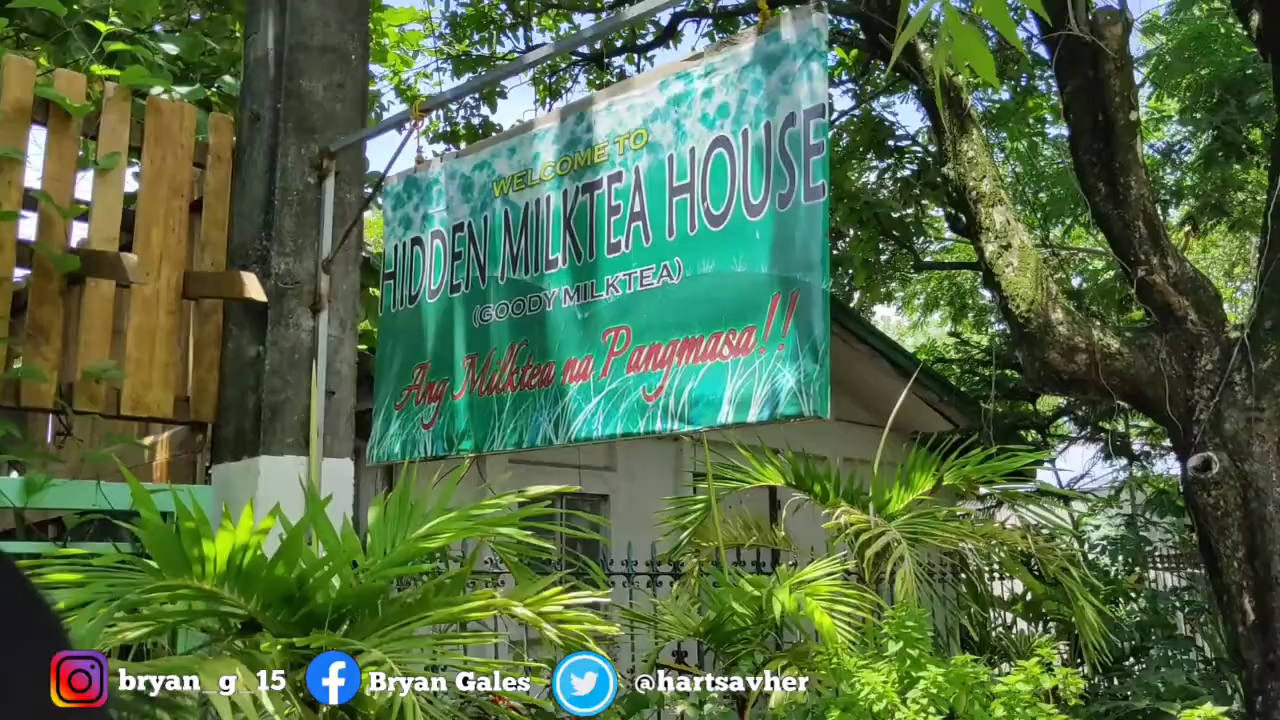 WELCOME TO
HIDDEN MILKTEA HOUSE
(GOODY MILKTEA)
Ang Milktea na Pangmasa!!
bryan_g_15 Bryan Gales @hartsavher